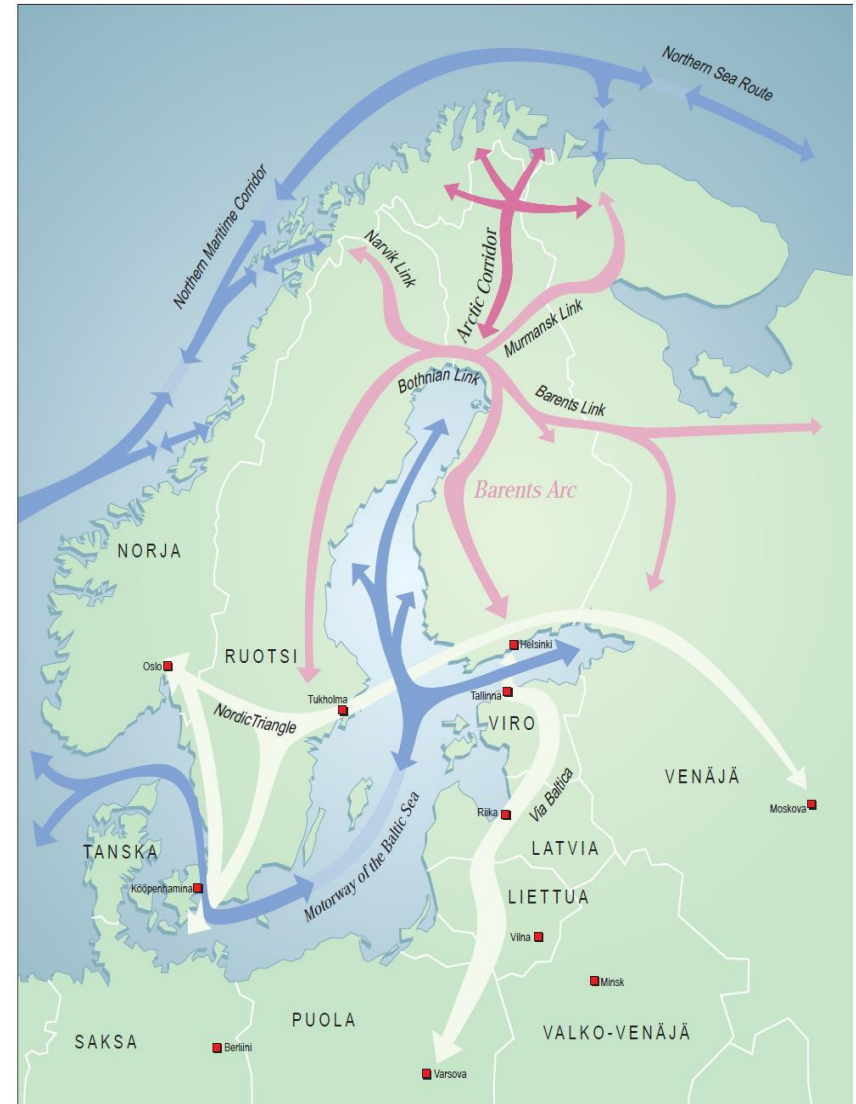 Northern Sea Route
Northern Maritime Corridor
Narvik Link
Arctic Corridor
Murmansk Link
Bothnian Link
Barents Link
Barents Arc
NORJA
RUOTSI
Oslo
Helsinki
Tukholma
Tallinna
NordicTriangle
VIRO
VENÄJÄ
Via Baltica
Moskova
Riika
Motorway of the Baltic Sea
TANSKA
LATVIA
Kööpenhamina
LIETTUA
Vilna
Minsk
PUOLA
VALKO-VENÄJÄ
SAKSA
Berliini
Varsova